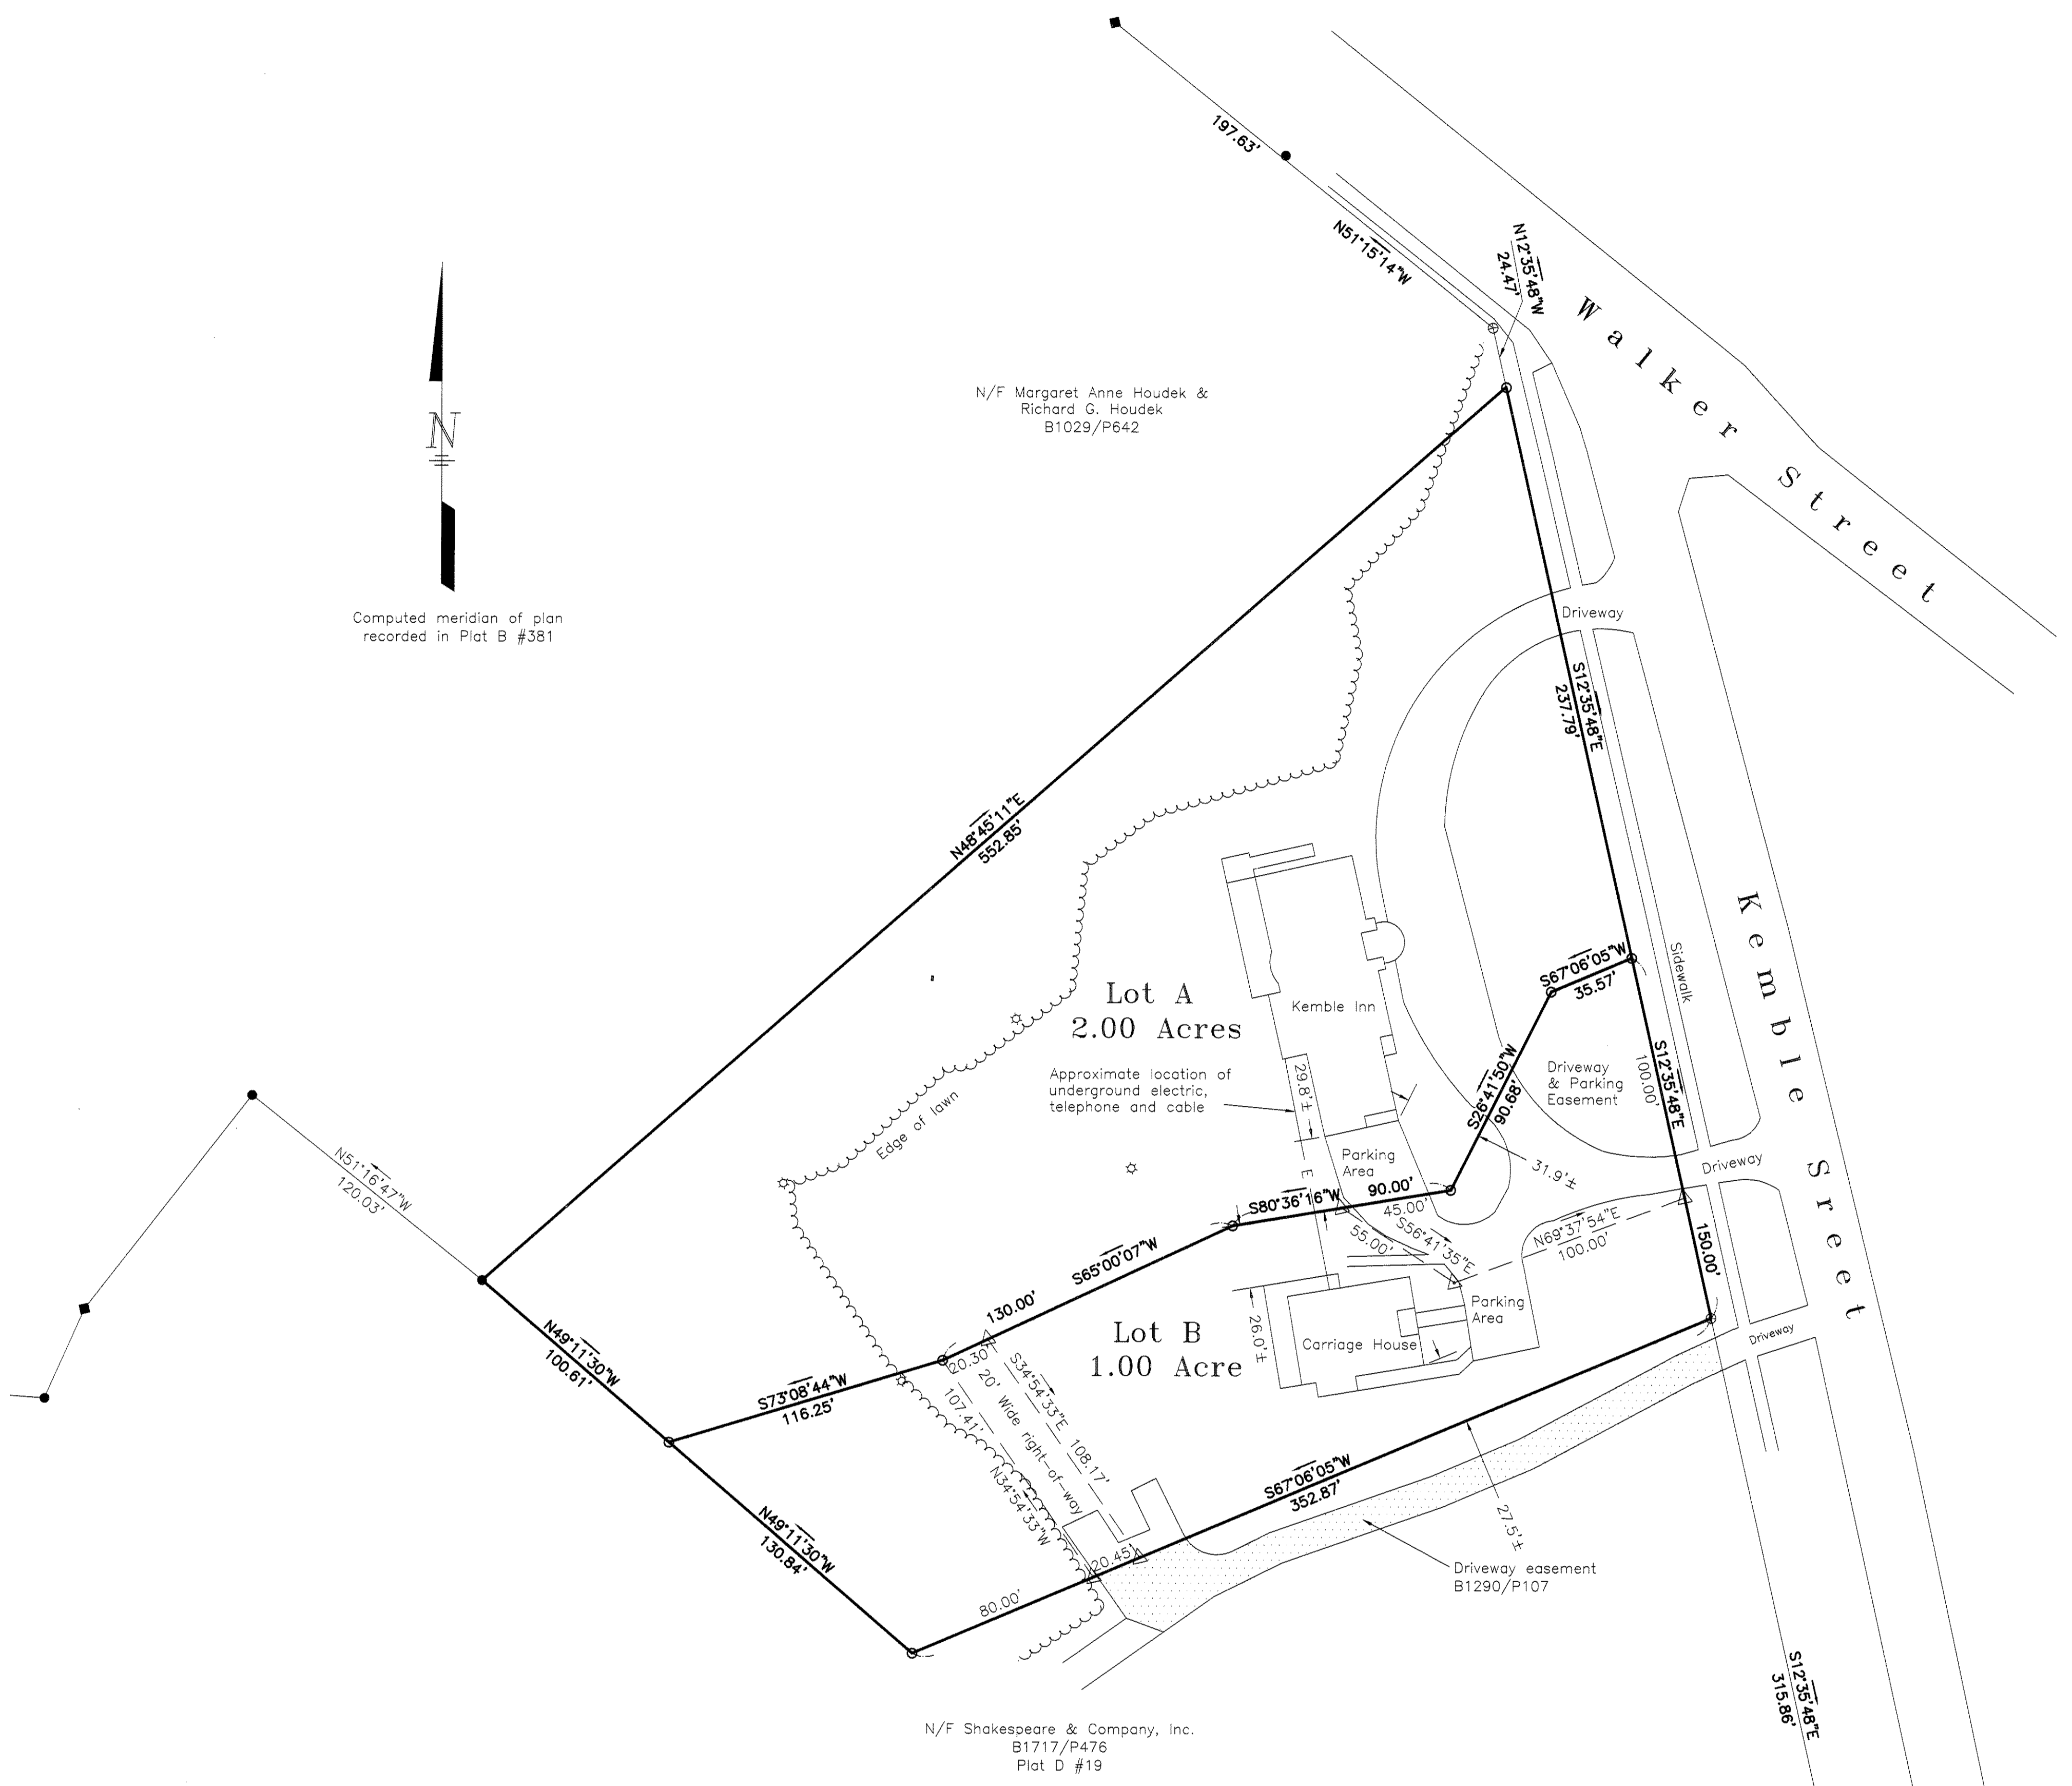 197.63'
N51°15'14"W
N12°35'48"W
24.47'
Walker Street
N
Computed meridian of plan
recorded in Plat B #381
N/F Margaret Anne Houdek &
Richard G. Houdek
B1029/P642
Driveway
S12°35'48"E
237.79'
N48°45'11"E
552.85'
Kemble Sreet
Sidewalk
S67°06'05"W
35.57'
Lot A
2.00 Acres
Kemble Inn
Approximate location of
underground electric,
telephone and cable
29.8'±
S26°41'50"W
90.68'
Driveway
& Parking
Easement
S12°35'48"E
100.00'
Edge of lawn
Parking
Area
E
31.9'±
Driveway
N51°16'47"W
120.03'
S80°36'16"W
90.00'
45.00'
S56°41'35"E
55.00'
N69°37'54"E
100.00'
150.00'
S65°00'07"W
130.00'
Lot B
1.00 Acre
26.0'±
Carriage House
Parking
Area
Driveway
N49°11'30"W
100.61'
S73°08'44"W
116.25'
20.30'
20' Wide right-of-way
S34°54'33"E 108.17'
107.41'
N34°54'33"W
S67°06'05"W
352.87'
27.5'±
N49°11'30"W
130.84'
20.45'
80.00'
Driveway easement
B1290/P107
S12°35'48"E
315.86'
N/F Shakespeare & Company, Inc.
B1717/P476
Plat D #19